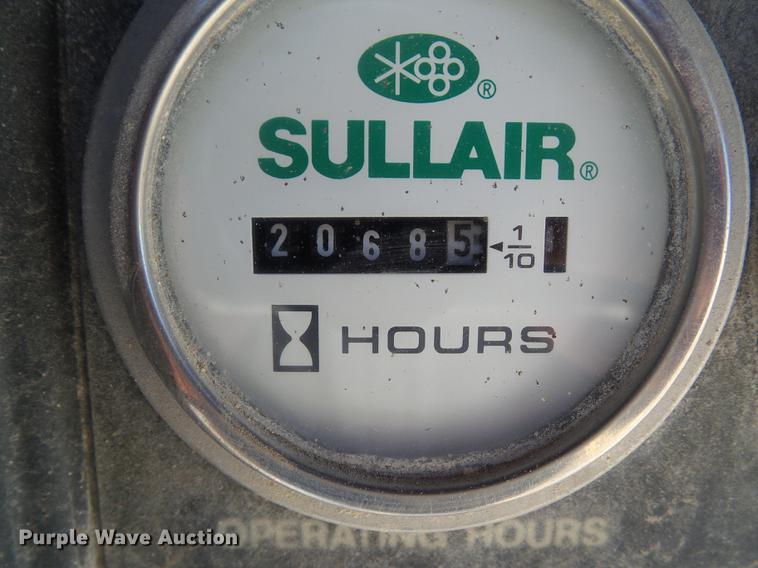 ®
SULLAIR®
20685 ◄ 1/10
HOURS
OPERATING HOURS
Purple Wave Auction